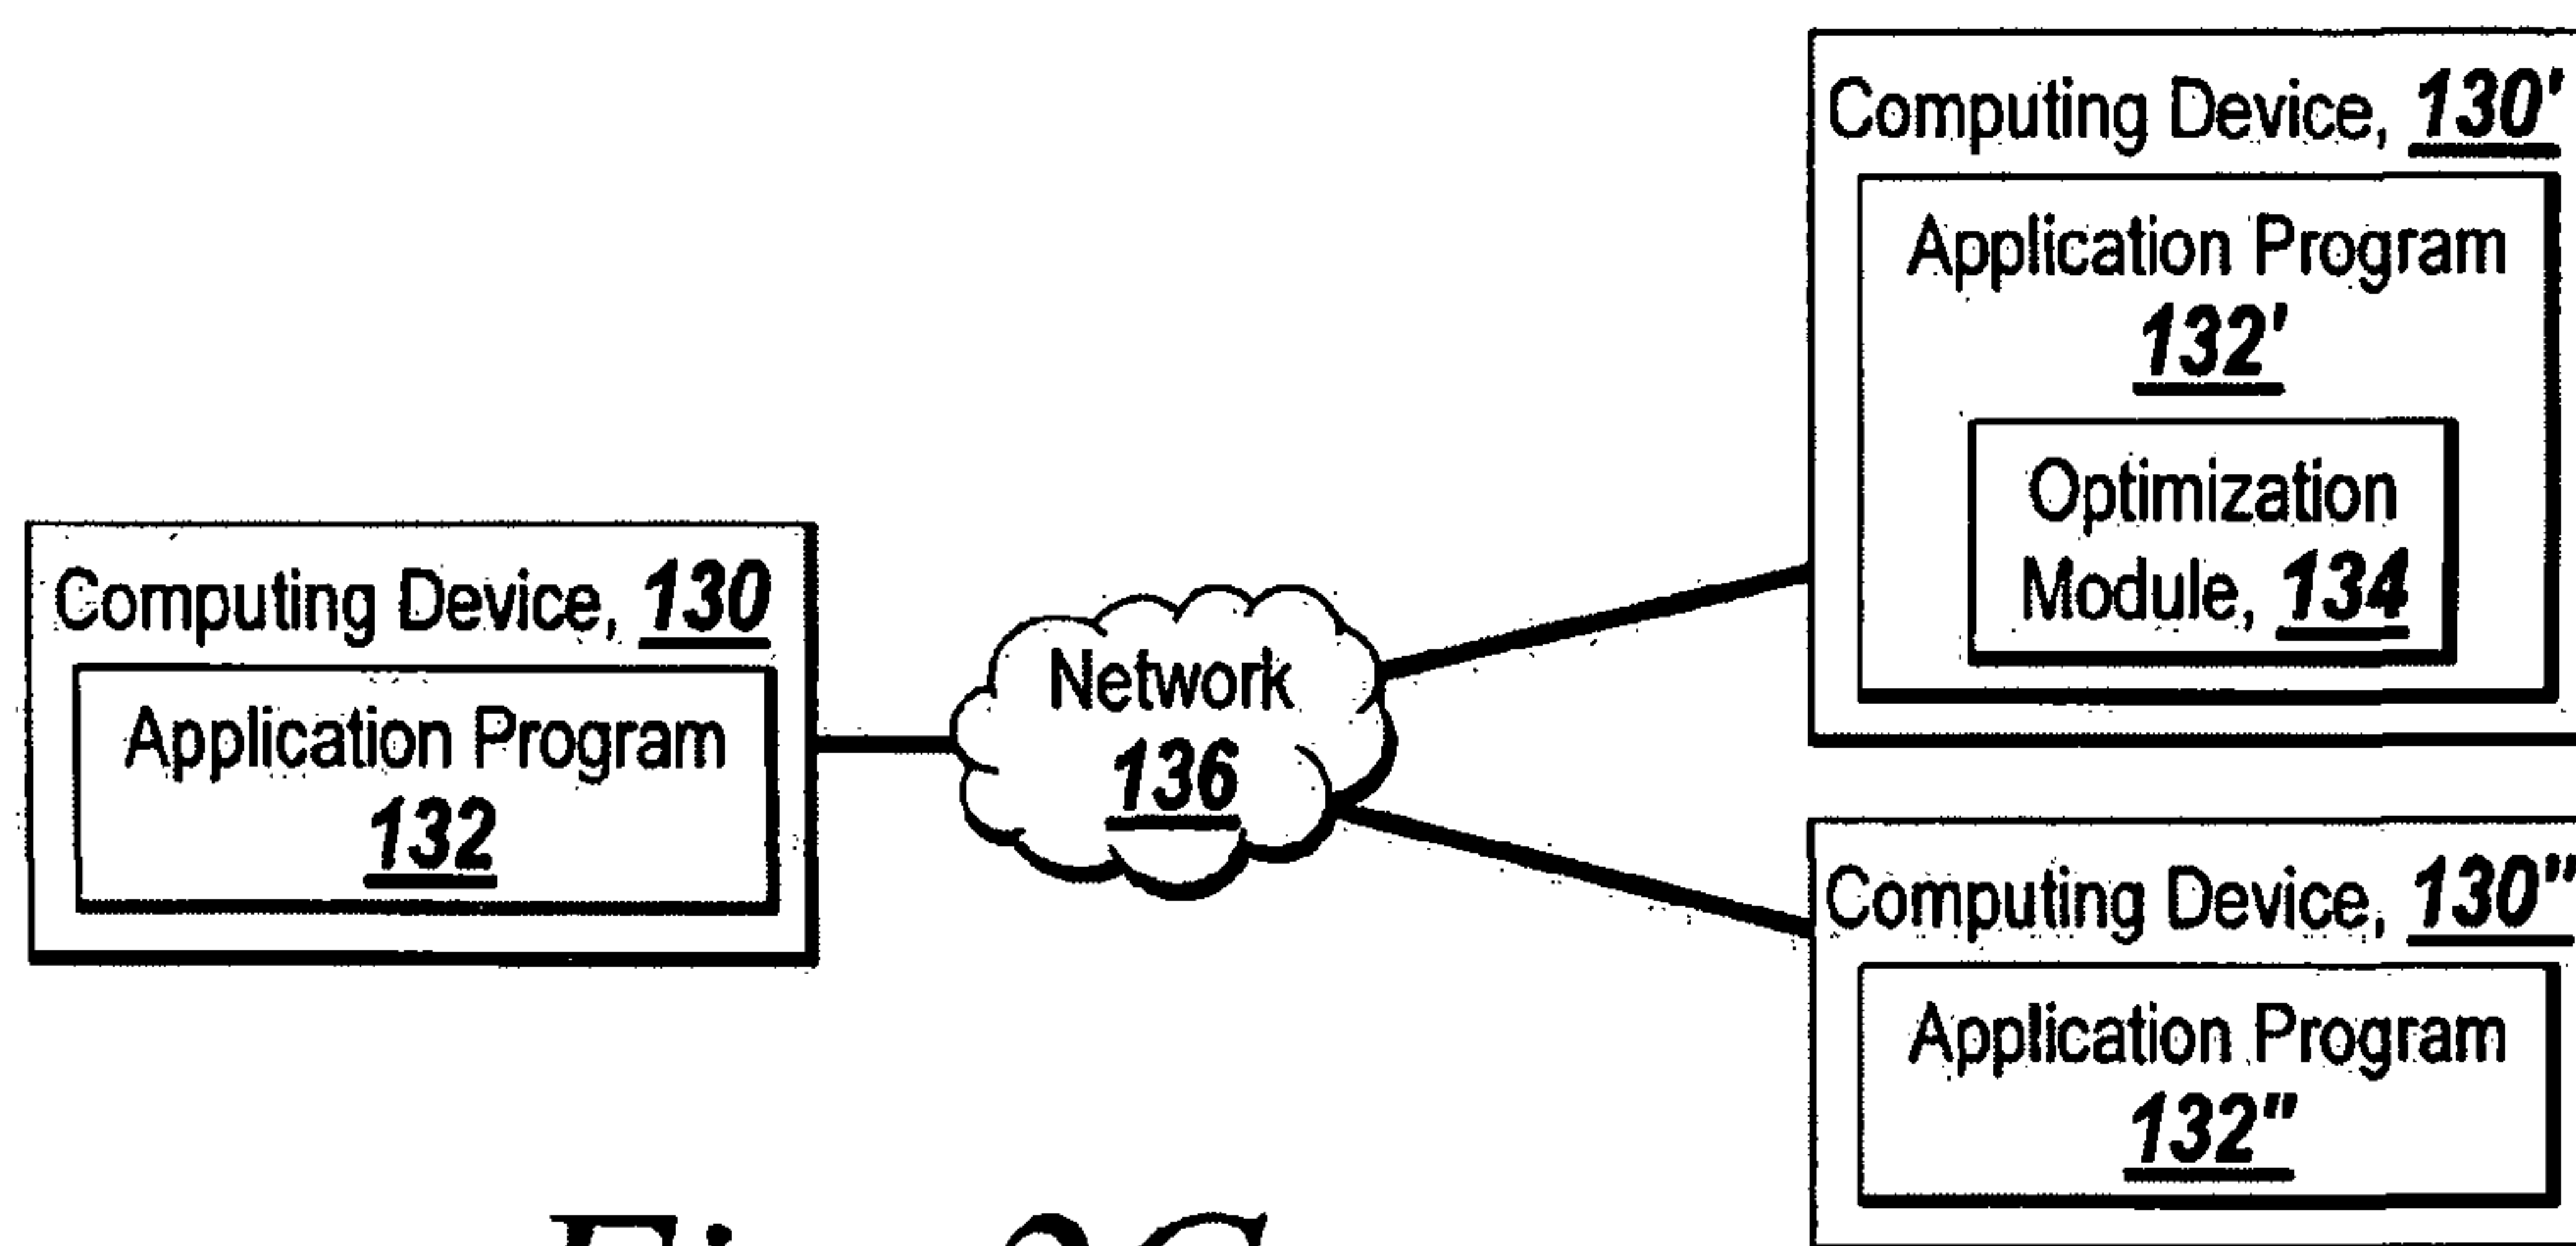 Computing Device, 130
Application Program
132
Network
136
Computing Device, 130'
Application Program
132'
Optimization
Module, 134
Computing Device, 130"
Application Program
132"